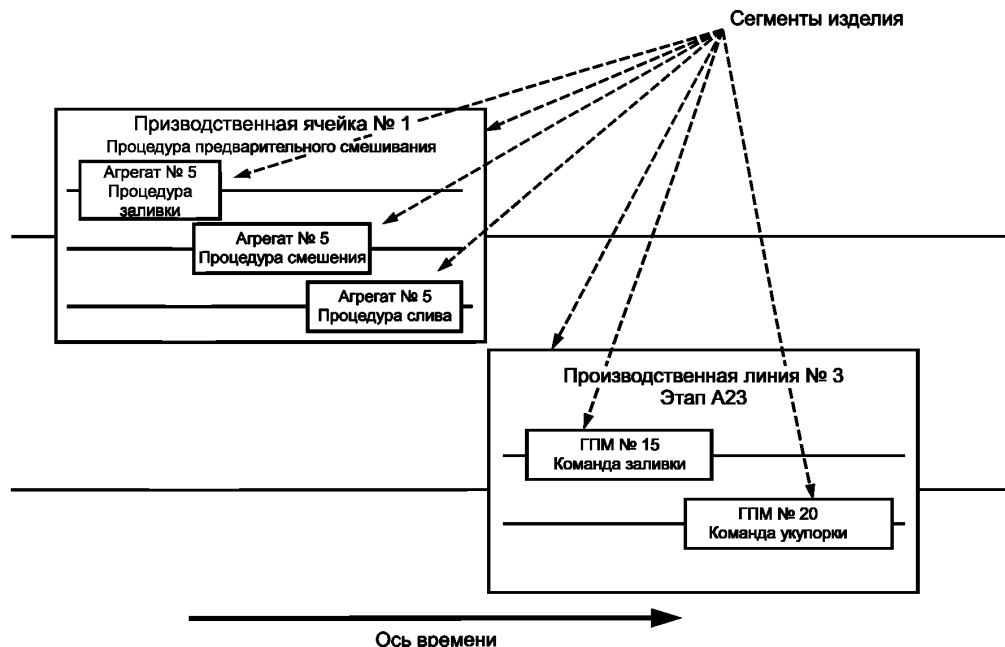 Сегменты изделия
Призводственная ячейка № 1
Процедура предварительного смешивания
Агрегат № 5
Процедура
заливки
Агрегат № 5
Процедура смешения
Агрегат № 5
Процедура слива
Производственная линия № 3
Этап А23
ГПМ № 15
Команда заливки
ГПМ № 20
Команда укупорки
Ось времени